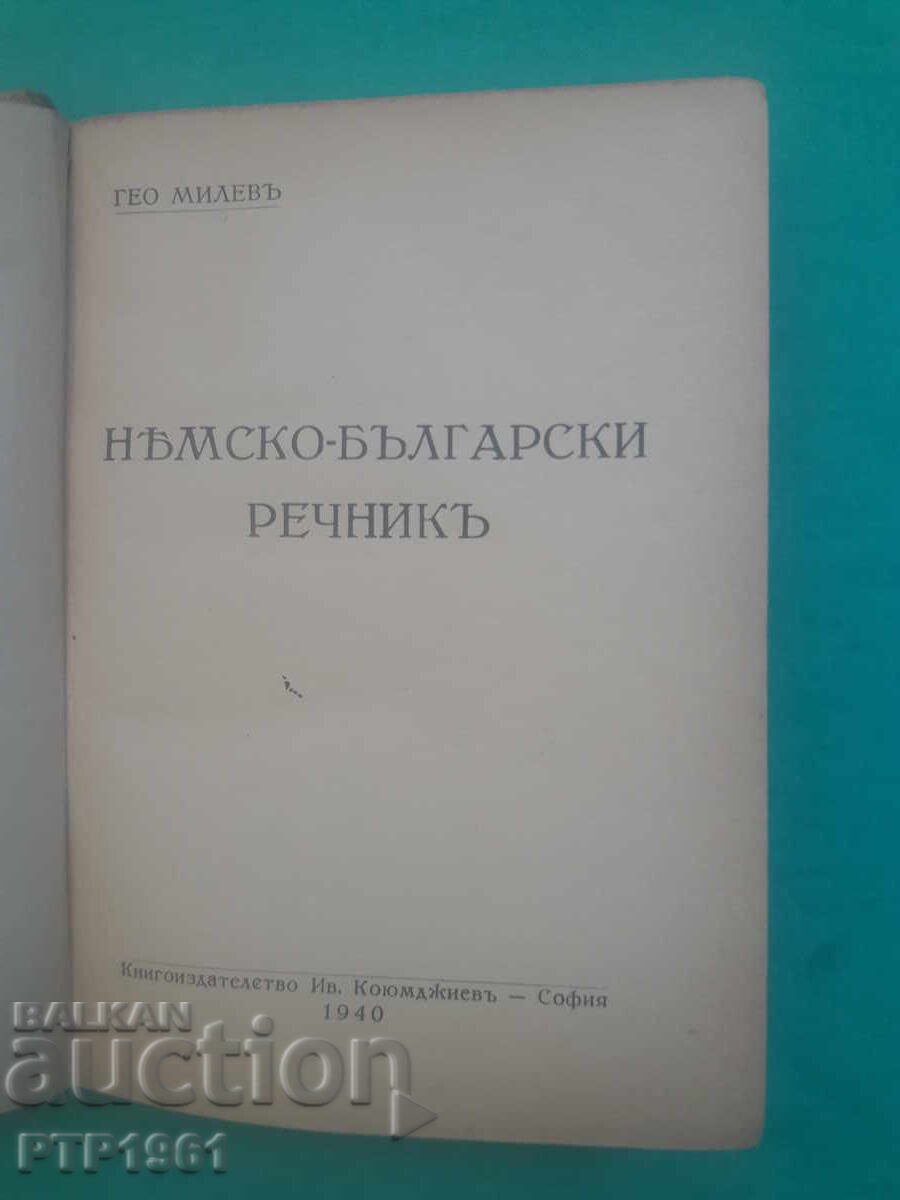 ГЕО МИЛЕВЪ
НѢМСКО-БЪЛГАРСКИ
РЕЧНИКЪ
Книгоиздателство Ив. Коюмджиевъ — София
1940
BALKAN
auction
PTP1961